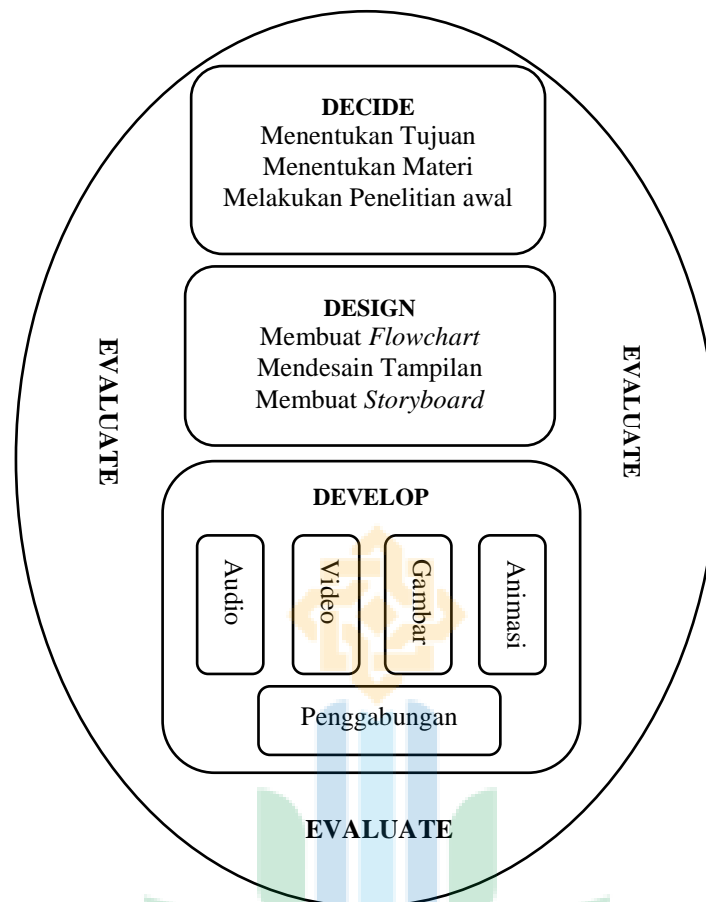 DECIDE
Menentukan Tujuan
Menentukan Materi
Melakukan Penelitian awal
DESIGN
Membuat Flowchart
Mendesain Tampilan
Membuat Storyboard
EVALUATE
EVALUATE
DEVELOP
Audio
Video
Gambar
Animasi
Penggabungan
EVALUATE